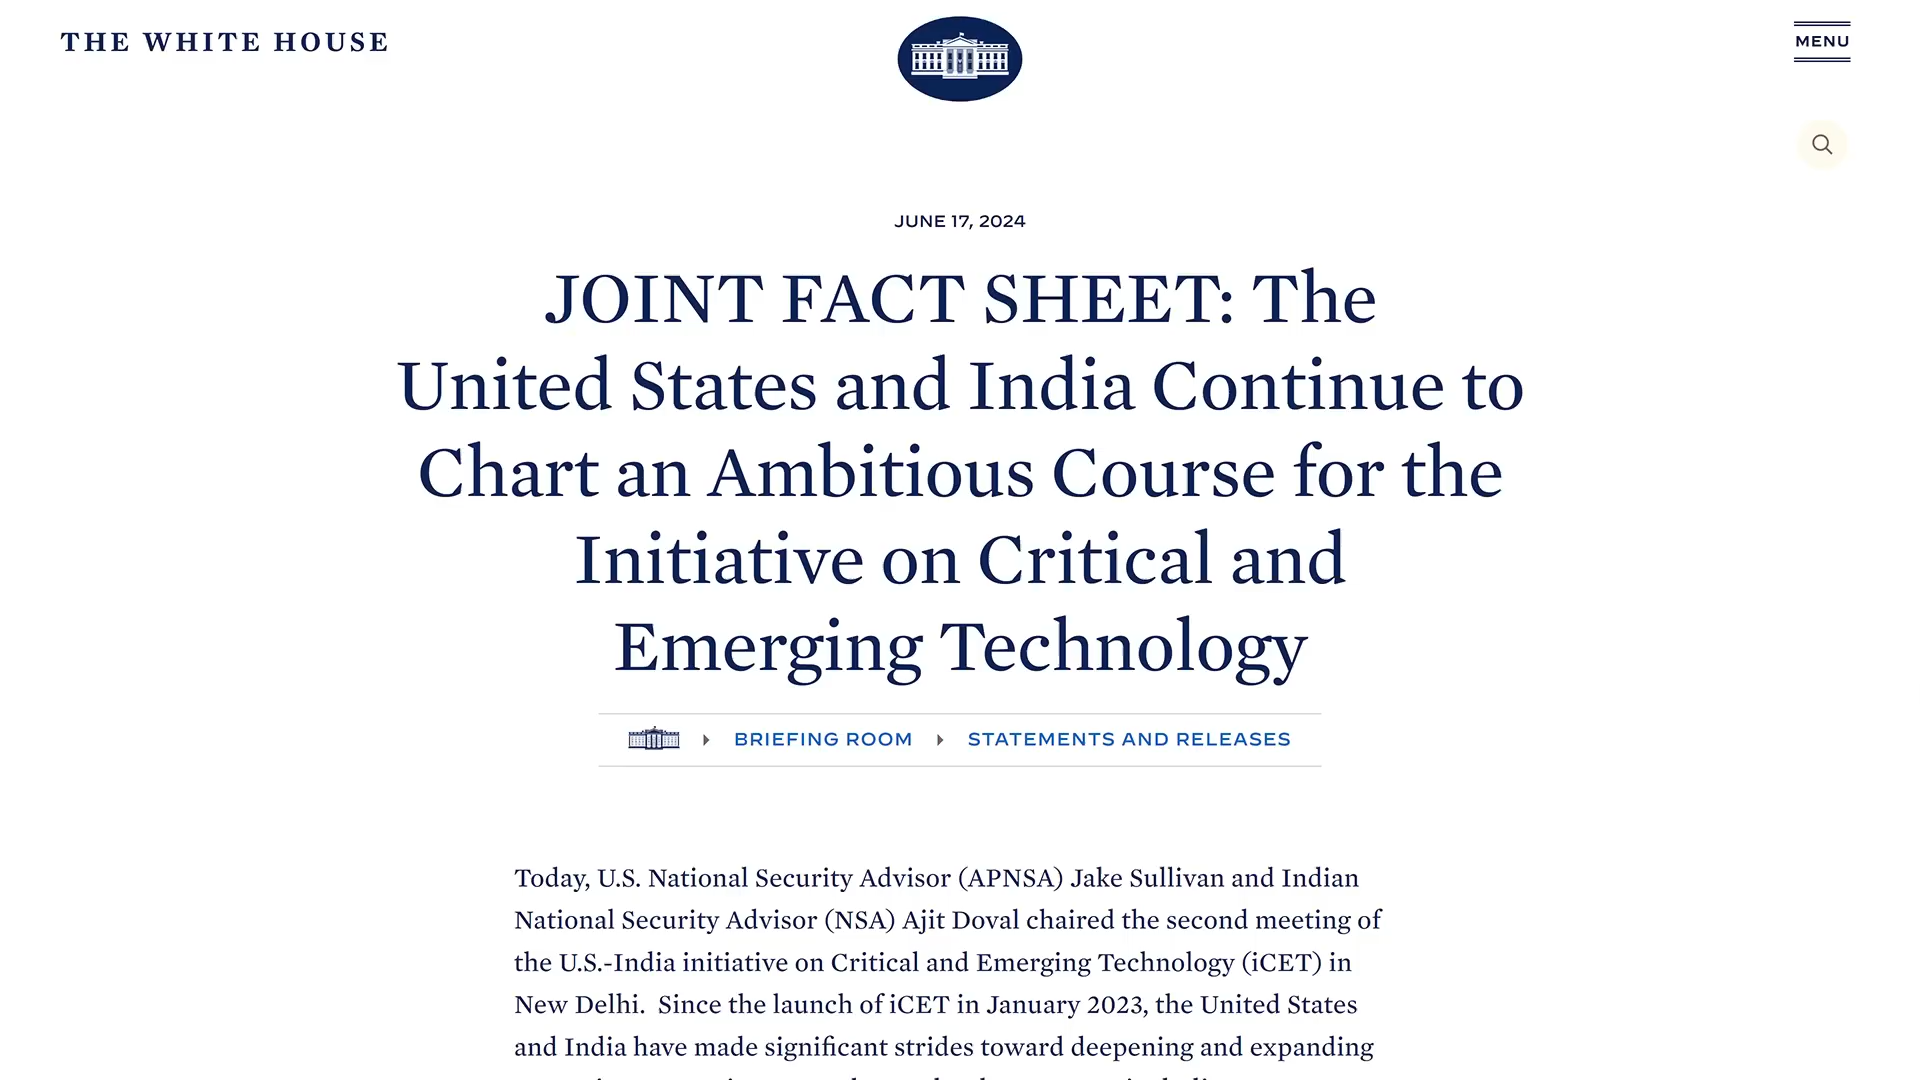 THE WHITE HOUSE
MENU
JUNE 17, 2024
JOINT FACT SHEET: The
United States and India Continue to
Chart an Ambitious Course for the
Initiative on Critical and
Emerging Technology
BRIEFING ROOM
STATEMENTS AND RELEASES
Today, U.S. National Security Advisor (APNSA) Jake Sullivan and Indian
National Security Advisor (NSA) Ajit Doval chaired the second meeting of
the U.S.-India initiative on Critical and Emerging Technology (iCET) in
New Delhi.  Since the launch of iCET in January 2023, the United States
and India have made significant strides toward deepening and expanding